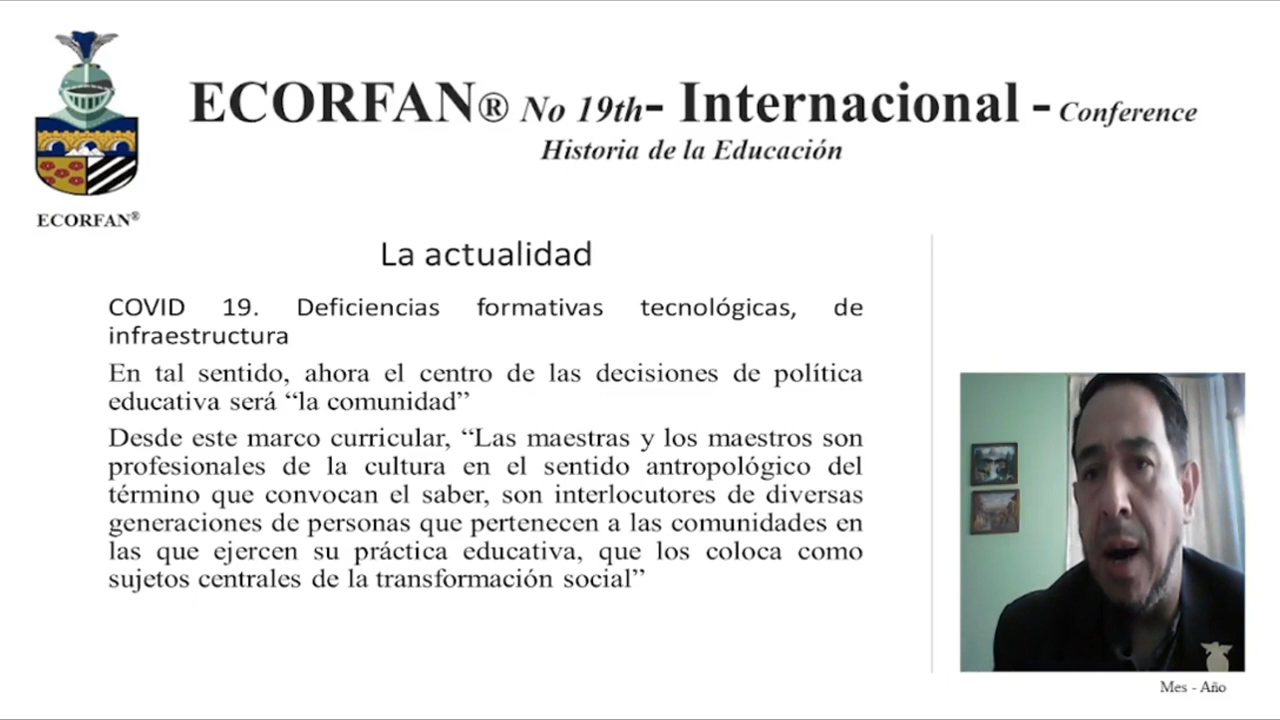 ECORFAN® No 19th- Internacional - Conference
Historia de la Educación
ECORFAN®
La actualidad
COVID 19. Deficiencias formativas tecnológicas, de
infraestructura
En tal sentido, ahora el centro de las decisiones de política
educativa será “la comunidad”
Desde este marco curricular, “Las maestras y los maestros son
profesionales de la cultura en el sentido antropológico del
término que convocan el saber, son interlocutores de diversas
generaciones de personas que pertenecen a las comunidades en
las que ejercen su práctica educativa, que los coloca como
sujetos centrales de la transformación social”
Mes - Año